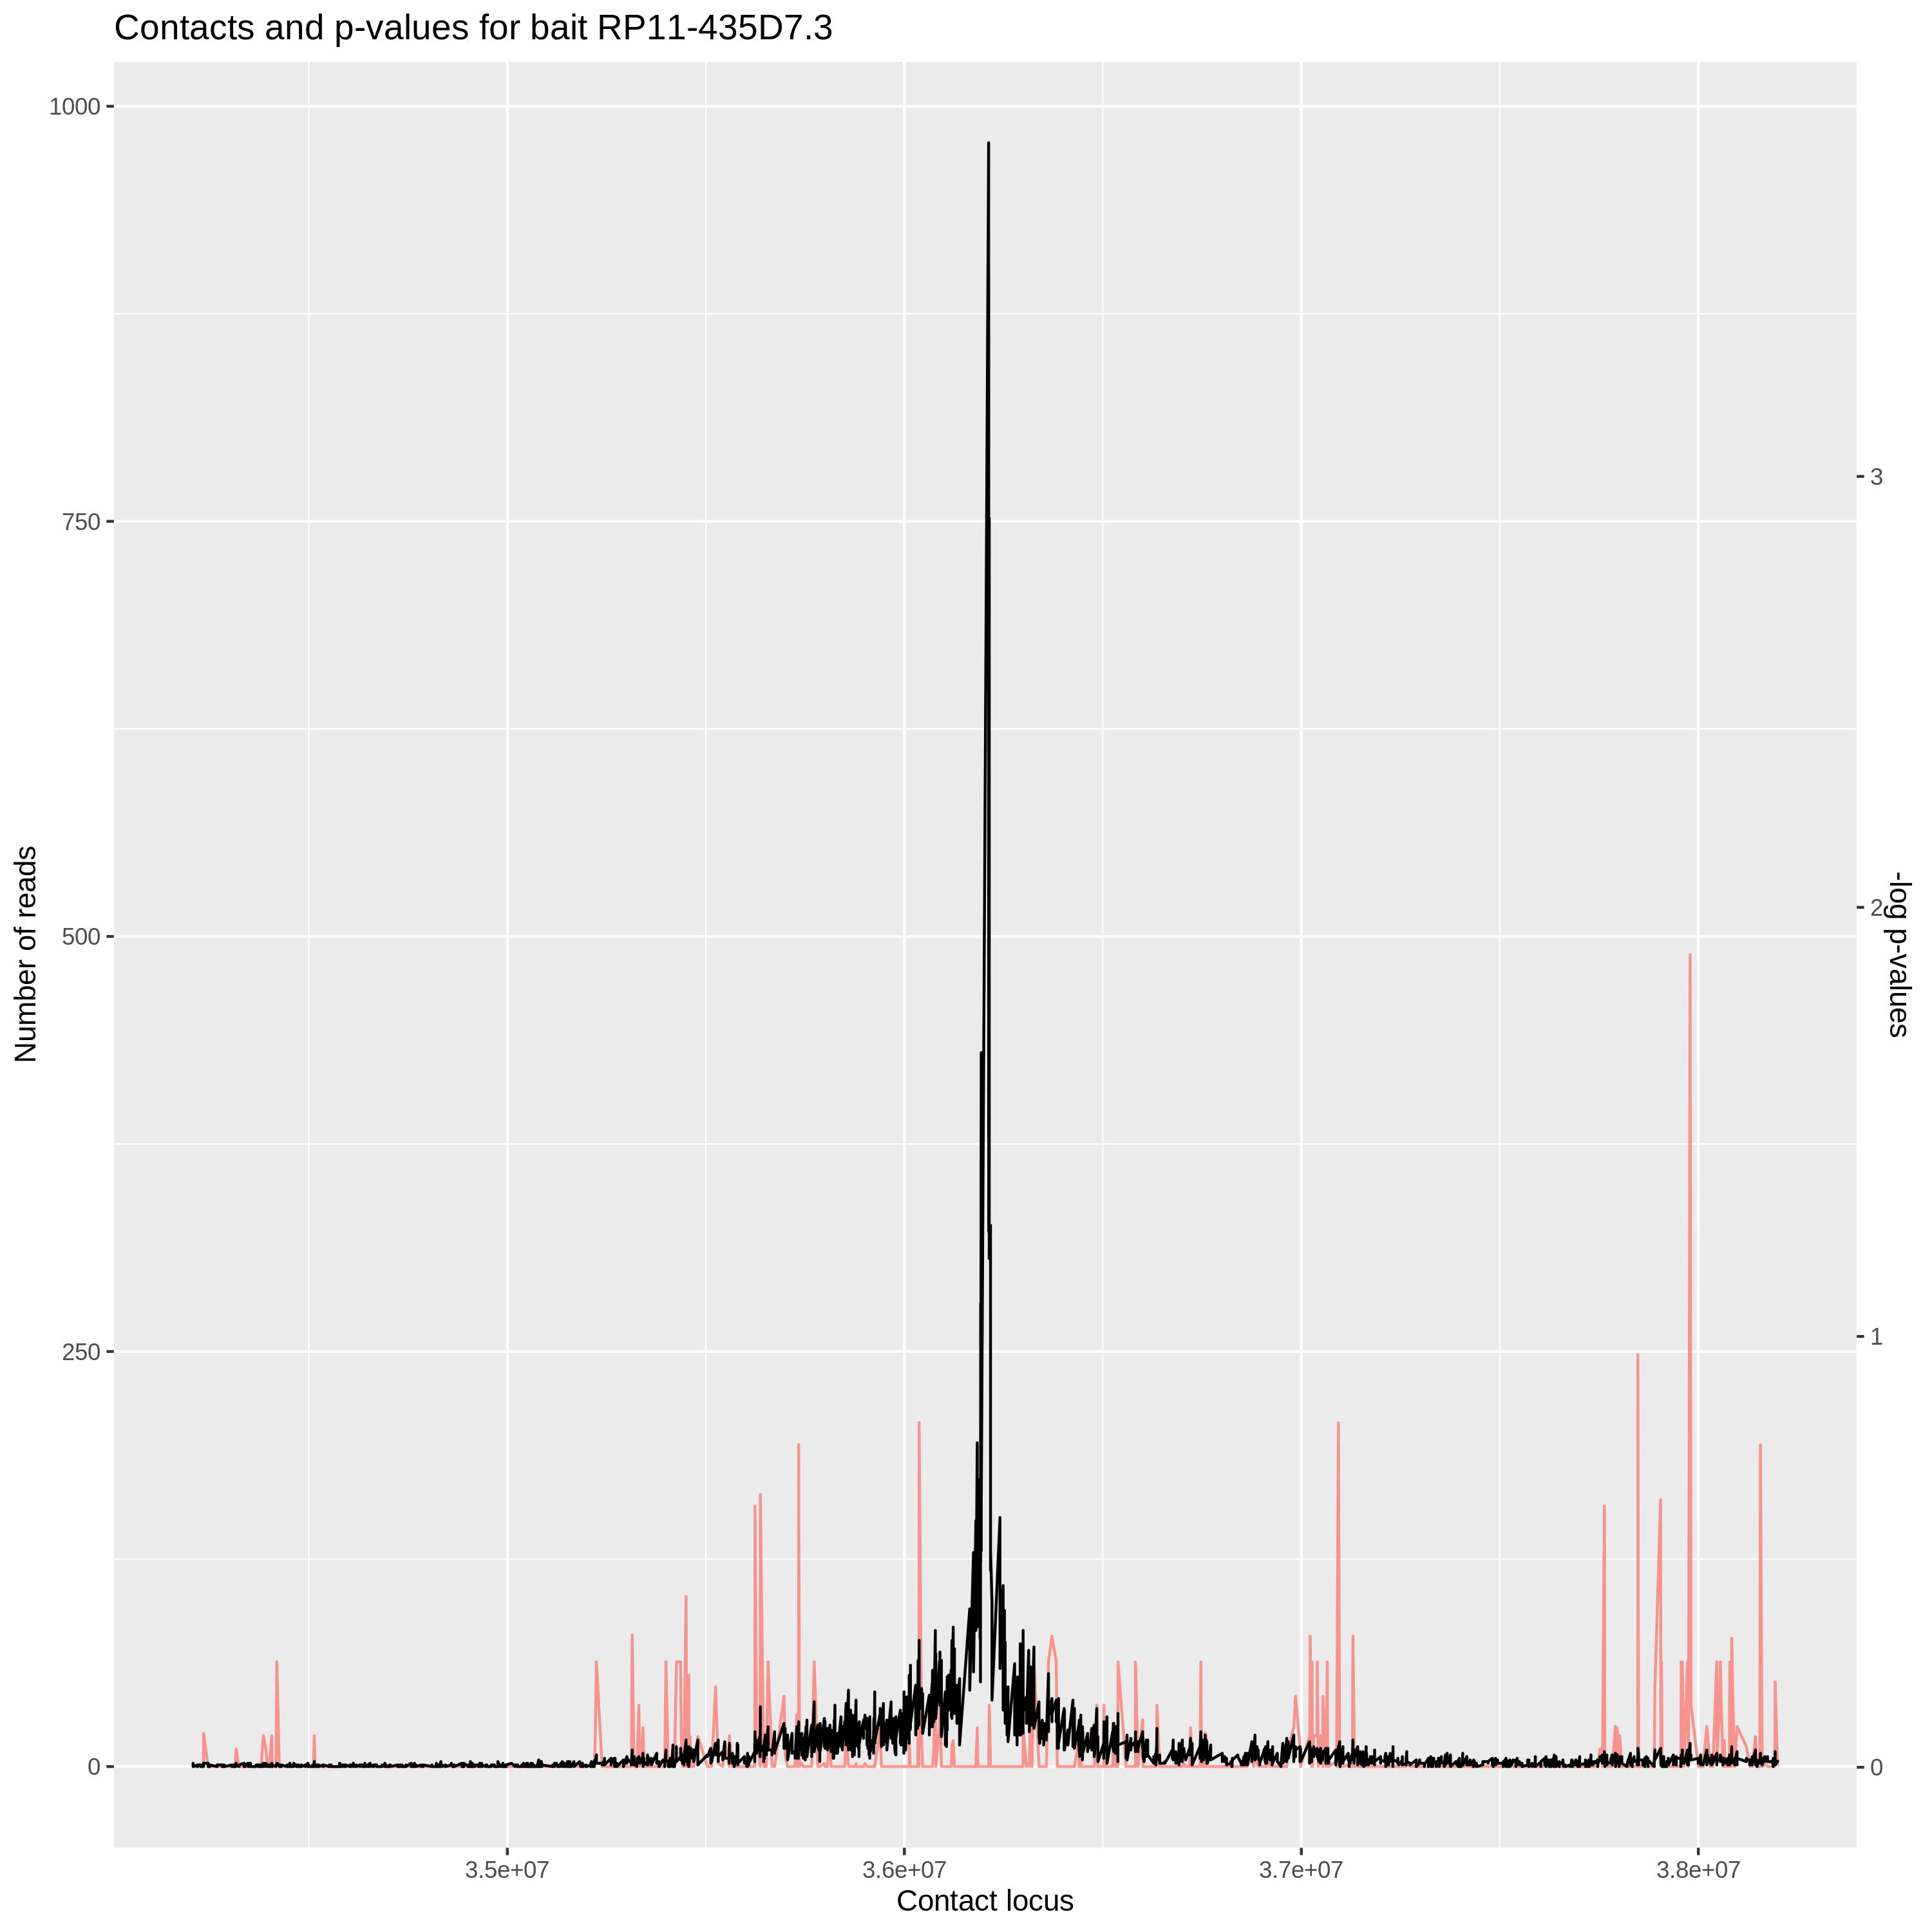 Contacts and p-values for bait RP11-435D7.3
1000
750
500
250
0
Number of reads
3
2
1
0
-log p-values
3.5e+07 3.6e+07 3.7e+07 3.8e+07
Contact locus